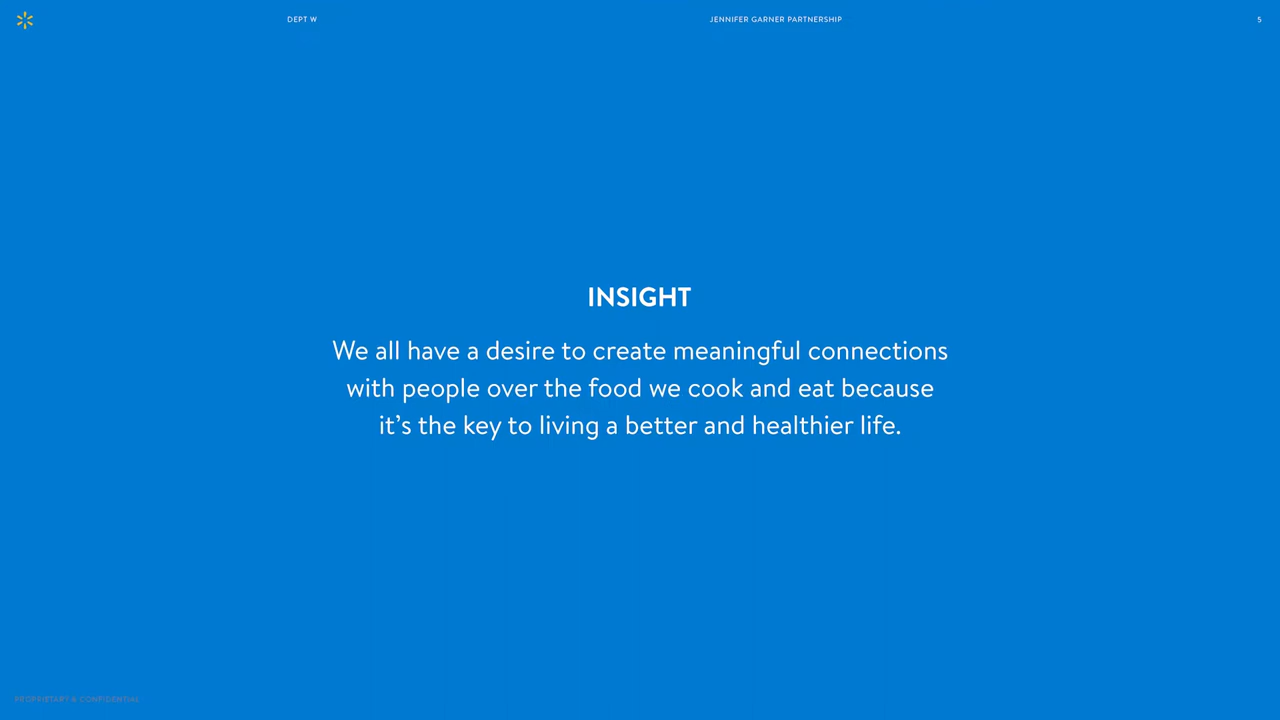 DEPT W
JENNIFER GARNER PARTNERSHIP
5
INSIGHT
We all have a desire to create meaningful connections
with people over the food we cook and eat because
it’s the key to living a better and healthier life.
PROPRIETARY & CONFIDENTIAL